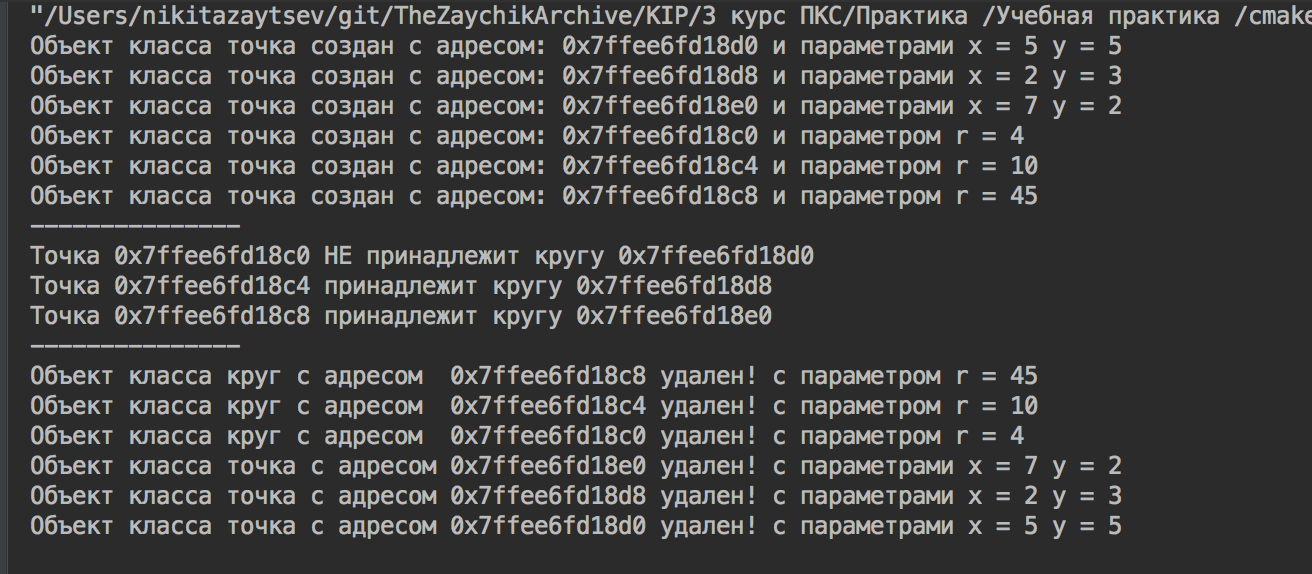 "/Users/nikitazaytsev/git/TheZaychikArchive/KIP/3 курс ПКС/Практика /Учебная практика /cmake
Объект класса точка создан с адресом: 0x7ffee6fd18d0 и параметрами x = 5 y = 5
Объект класса точка создан с адресом: 0x7ffee6fd18d8 и параметрами x = 2 y = 3
Объект класса точка создан с адресом: 0x7ffee6fd18e0 и параметрами x = 7 y = 2
Объект класса точка создан с адресом: 0x7ffee6fd18c0 и параметром r = 4
Объект класса точка создан с адресом: 0x7ffee6fd18c4 и параметром r = 10
Объект класса точка создан с адресом: 0x7ffee6fd18c8 и параметром r = 45
---------------
Точка 0x7ffee6fd18c0 НЕ принадлежит кругу 0x7ffee6fd18d0
Точка 0x7ffee6fd18c4 принадлежит кругу 0x7ffee6fd18d8
Точка 0x7ffee6fd18c8 принадлежит кругу 0x7ffee6fd18e0
---------------
Объект класса круг с адресом  0x7ffee6fd18c8 удален! с параметром r = 45
Объект класса круг с адресом  0x7ffee6fd18c4 удален! с параметром r = 10
Объект класса круг с адресом  0x7ffee6fd18c0 удален! с параметром r = 4
Объект класса точка с адресом 0x7ffee6fd18e0 удален! с параметрами x = 7 y = 2
Объект класса точка с адресом 0x7ffee6fd18d8 удален! с параметрами x = 2 y = 3
Объект класса точка с адресом 0x7ffee6fd18d0 удален! с параметрами x = 5 y = 5